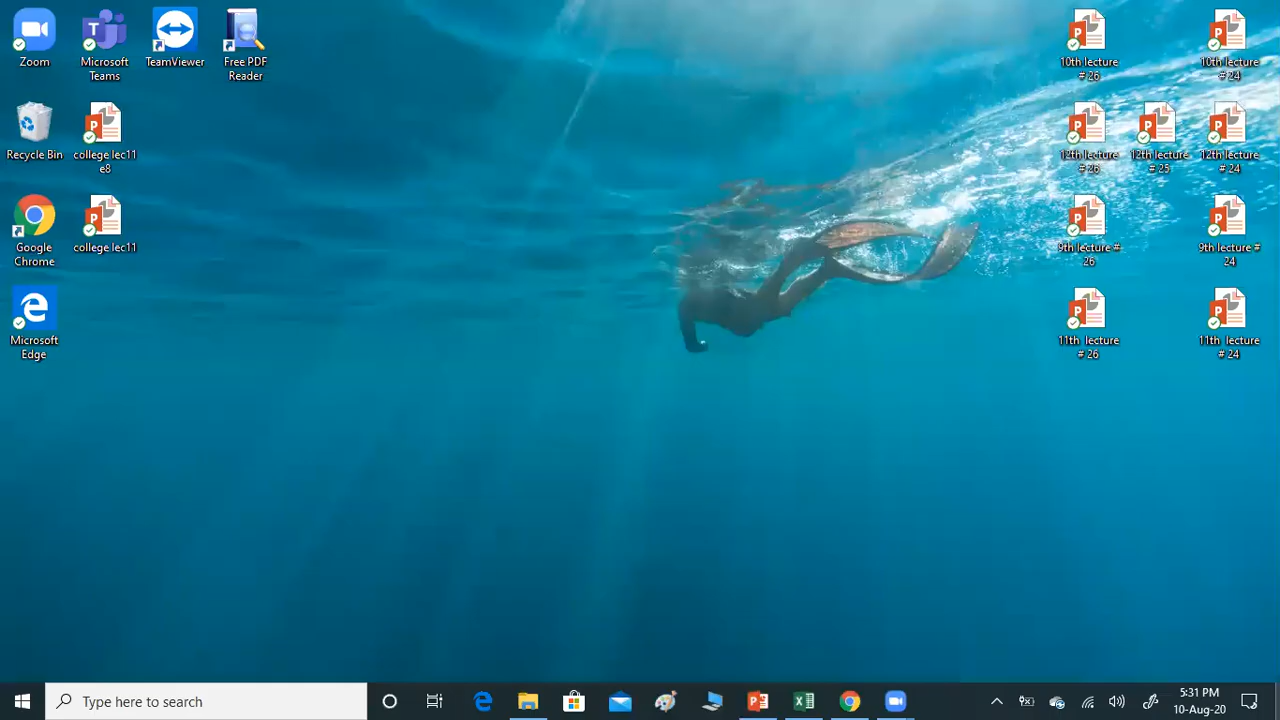 Zoom
Microsoft
Teams
TeamViewer
Free PDF
Reader
Recycle Bin
college lec11
e8
Google
Chrome
college lec11
Microsoft
Edge
10th lecture
# 26
10th lecture
# 24
12th lecture
# 26
12th lecture
# 25
12th lecture
# 24
9th lecture #
26
9th lecture #
24
11th lecture
# 26
11th lecture
# 24
Type here to search
5:31 PM
10-Aug-20